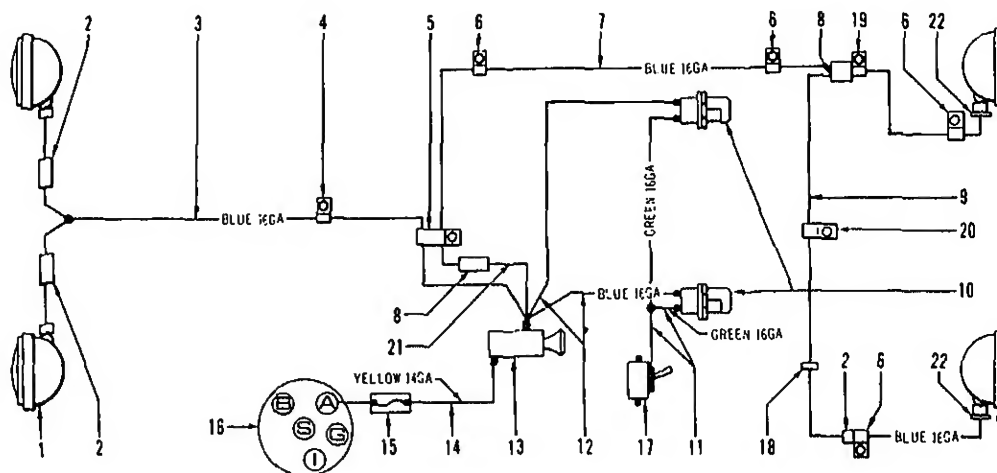 2 3 4 5 6 7 6 8 19 6 22
BLUE 16GA
GREEN 16GA
9
BLUE 16GA
20
BLUE 16GA
10
8
GREEN 16GA
21
YELLOW 14GA
2 6 22
B A
16
S G
I
BLUE 16GA
1 2 15 14 13 12 17 11 18